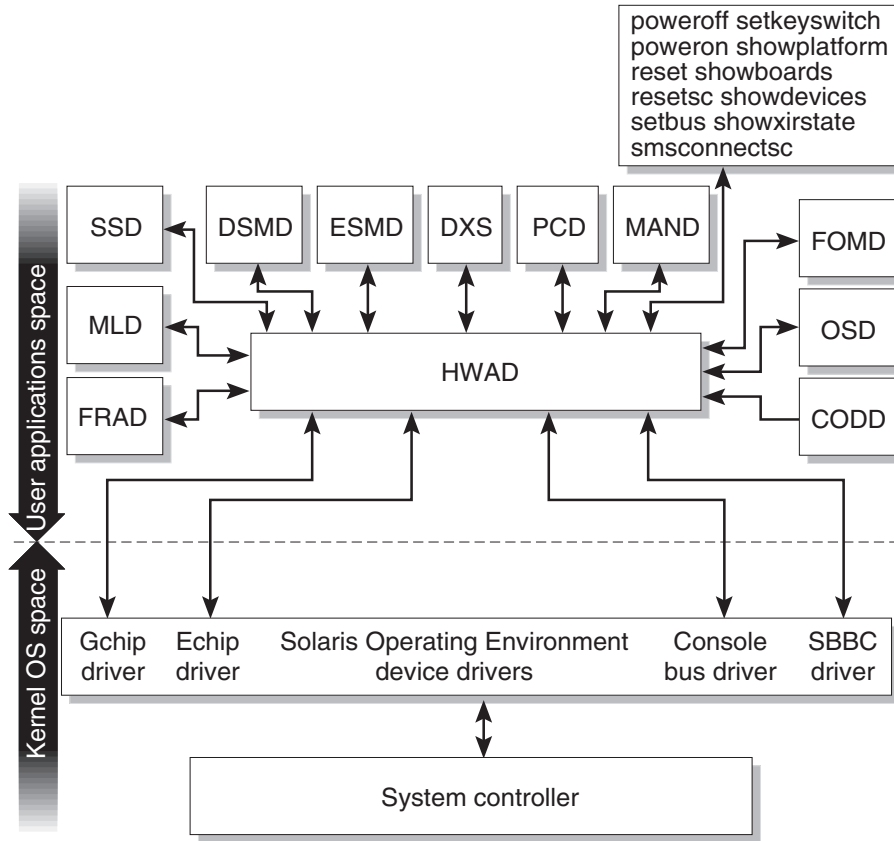 poweroff setkeyswitch
poweron showplatform
reset showboards
resetsc showdevices
setbus showxirstate
smsconnectsc
SSD
DSMD
ESMD
DXS
PCD
MAND
FOMD
MLD
OSD
HWAD
FRAD
CODD
User applications space
Kernel OS space
Gchip
driver
Echip
driver
Solaris Operating Environment
device drivers
Console
bus driver
SBBC
driver
System controller